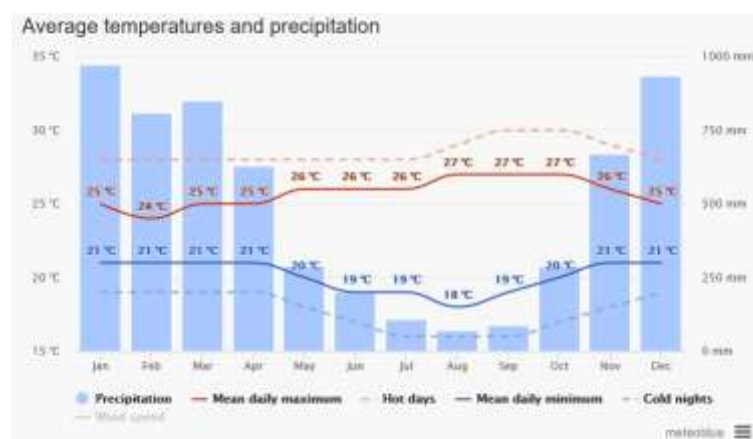 Average temperatures and precipitation
35 °C
1000 mm
30 °C
750 mm
27 °C 27 °C 27 °C
26 °C 26 °C 26 °C 26 °C
25 °C 24 °C 25 °C 25 °C 25 °C
25 °C
500 mm
21 °C 21 °C 21 °C 21 °C 20 °C 19 °C 19 °C 18 °C 19 °C 20 °C 21 °C 21 °C
20 °C
250 mm
15 °C
0 mm
Jan Feb Mar Apr May Jun Jul Aug Sep Oct Nov Dec
Precipitation Mean daily maximum Hot days Mean daily minimum Cold nights
Wind speed
meteoblue